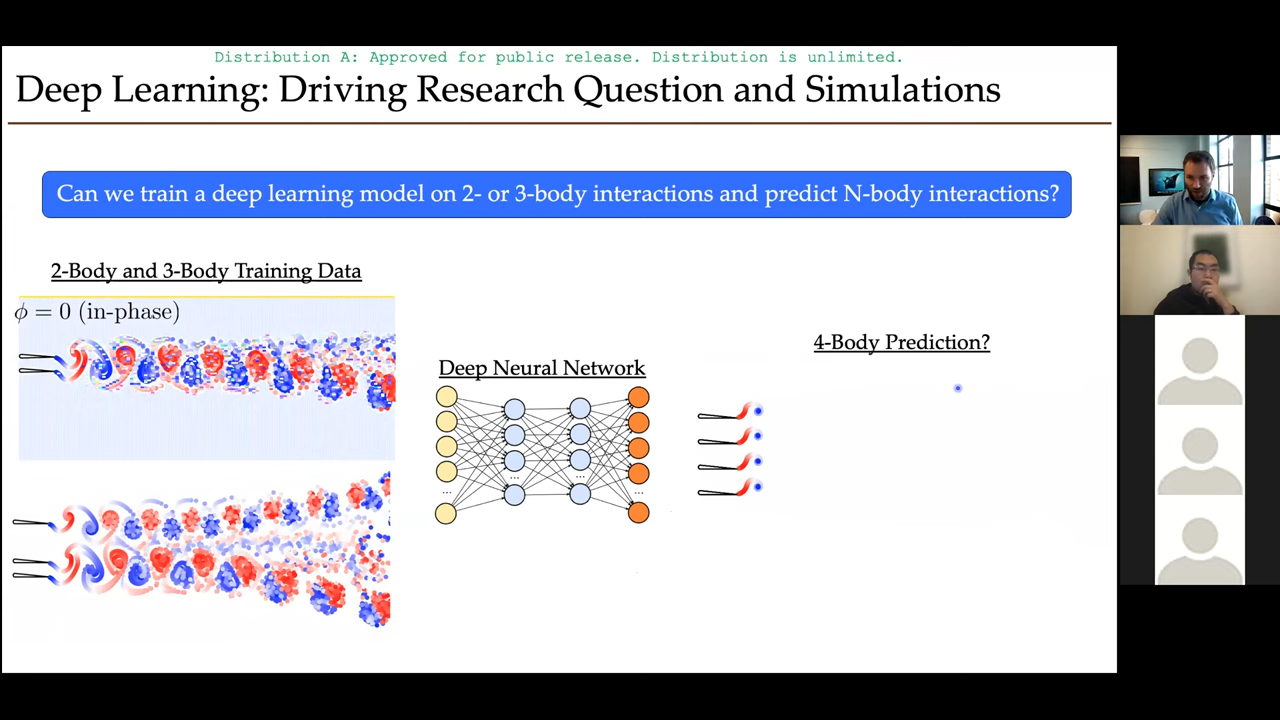 Distribution A: Approved for public release. Distribution is unlimited.
Deep Learning: Driving Research Question and Simulations
Can we train a deep learning model on 2- or 3-body interactions and predict N-body interactions?
2-Body and 3-Body Training Data
ϕ = 0 (in-phase)
Deep Neural Network
...
...
...
...
4-Body Prediction?